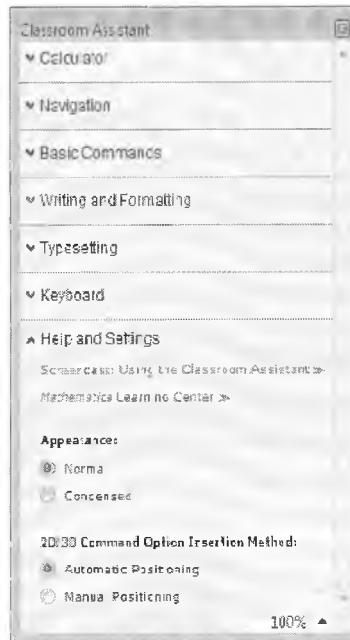 Classroom Assistant
Calculator
Navigation
Basic Commands
Writing and Formatting
Typesetting
Keyboard
Help and Settings
Screencast: Using the Classroom Assistant »
Mathematica Learning Center »
Appearance:
Normal
Condensed
2D/3D Command Option Insertion Method:
Automatic Positioning
Manual Positioning
100%